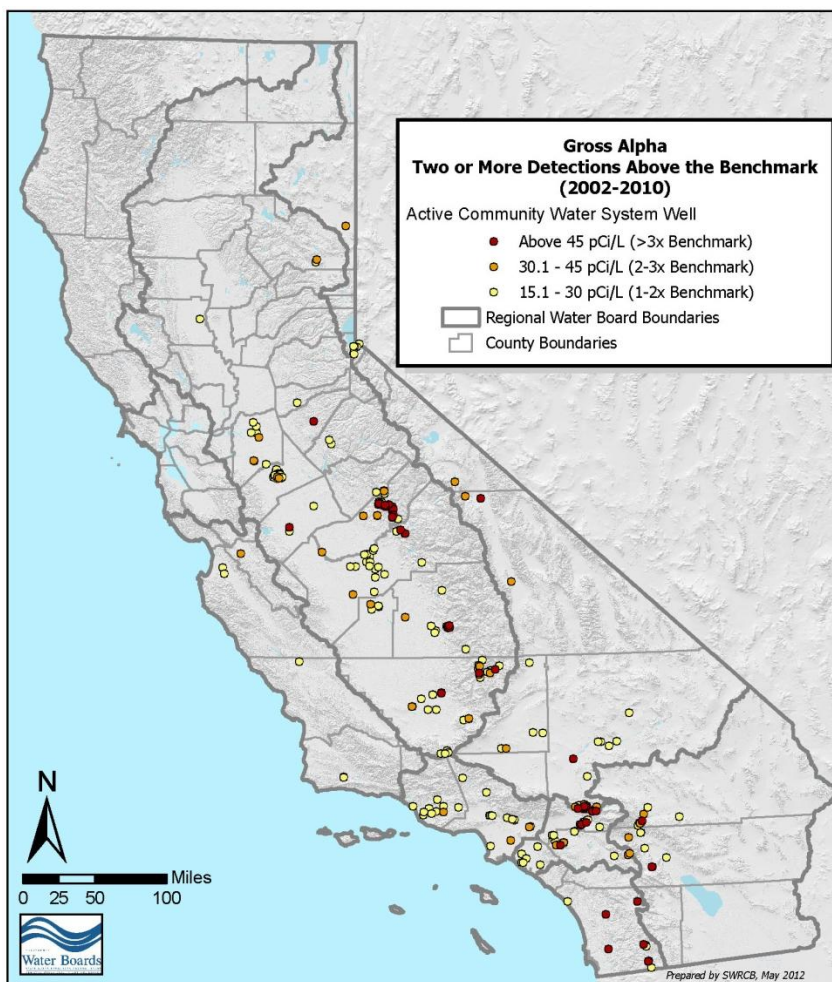 Gross Alpha
Two or More Detections Above the Benchmark
(2002-2010)
Active Community Water System Well
Above 45 pCi/L (>3x Benchmark)
30.1 - 45 pCi/L (2-3x Benchmark)
15.1 - 30 pCi/L (1-2x Benchmark)
Regional Water Board Boundaries
County Boundaries
N
Miles
0 25 50 100
Water Boards
Prepared by SWRCB, May 2012